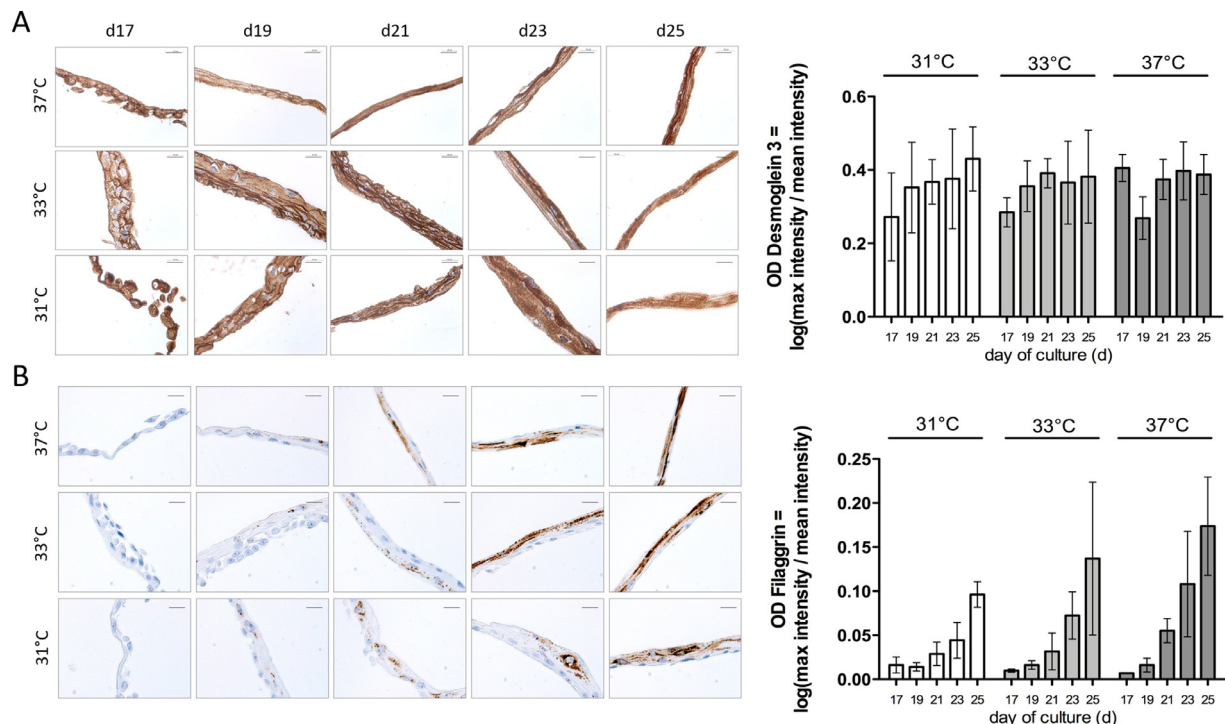 A
d17 d19 d21 d23 d25
37°C
33°C
31°C
31°C 33°C 37°C
OD Desmoglein 3 =
log(max intensity / mean intensity)
0.6
0.4
0.2
0.0
17 19 21 23 25 17 19 21 23 25 17 19 21 23 25
day of culture (d)
B
37°C
33°C
31°C
31°C 33°C 37°C
OD Filaggrin =
log(max intensity / mean intensity)
0.25
0.20
0.15
0.10
0.05
0.00
17 19 21 23 25 17 19 21 23 25 17 19 21 23 25
day of culture (d)